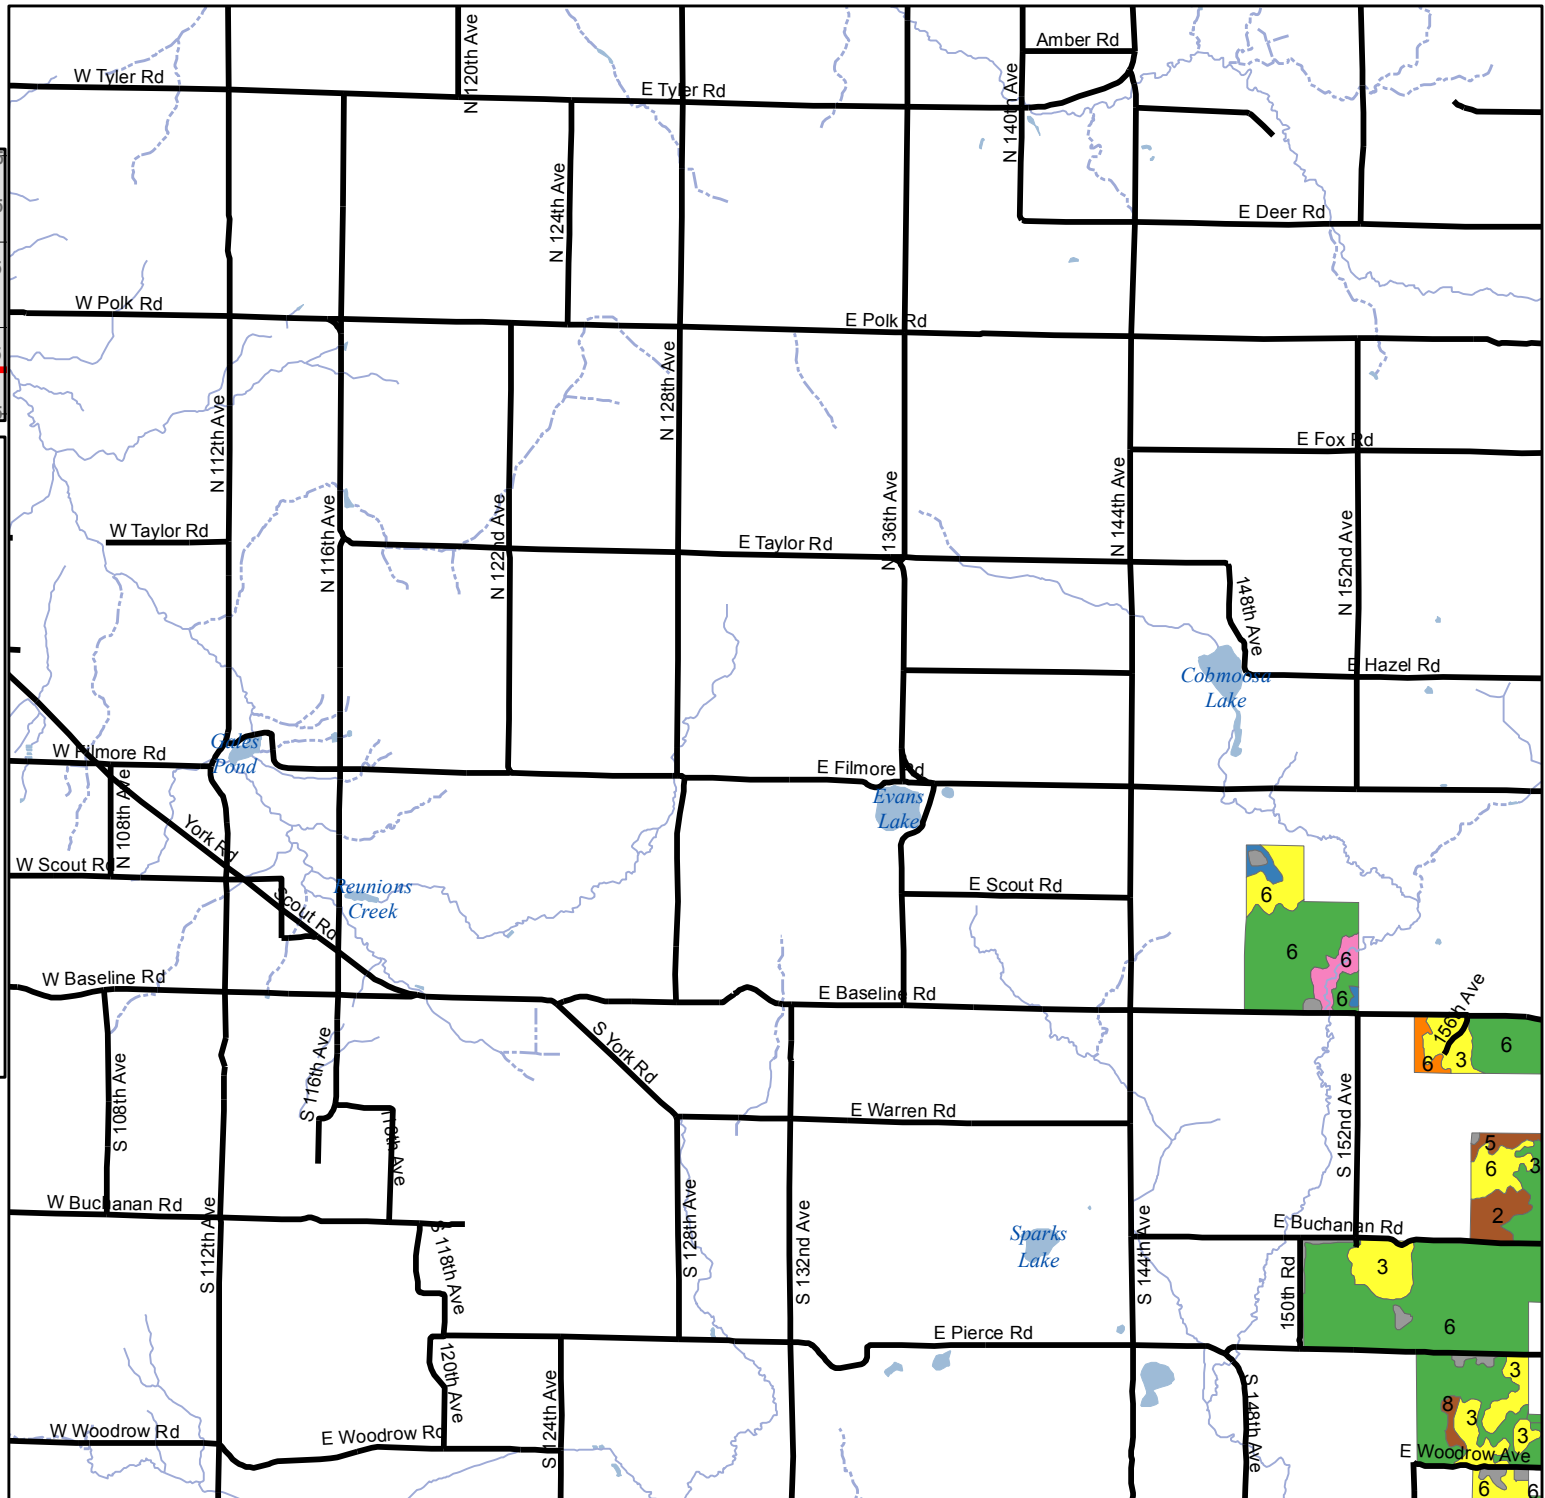 N 120th Ave
Amber Rd
W Tyler Rd
E Tyler Rd
N 140th Ave
N 124th Ave
E Deer Rd
W Polk Rd
E Polk Rd
N 128th Ave
N 112th Ave
E Fox Rd
N 116th Ave
N 122nd Ave
N 136th Ave
N 144th Ave
N 152nd Ave
W Taylor Rd
E Taylor Rd
148th Ave
E Hazel Rd
Cobmoosa
Lake
W Filmore Rd
Gales
Pond
E Filmore Rd
N 108th Ave
Evans
Lake
York Rd
W Scout Rd
Scout Rd
Reunions
Creek
E Scout Rd
6
6
6
6
W Baseline Rd
E Baseline Rd
156th Ave
6
3
6
S York Rd
S 116th Ave
S 108th Ave
118th Ave
E Warren Rd
S 152nd Ave
5
6
3
2
W Buchanan Rd
E Buchanan Rd
S 112th Ave
S 118th Ave
S 128th Ave
S 132nd Ave
Sparks
Lake
S 144th Ave
150th Rd
3
6
E Pierce Rd
120th Ave
S 124th Ave
S 148th Ave
3
8
3
3
W Woodrow Rd
E Woodrow Rd
E Woodrow Ave
6
6